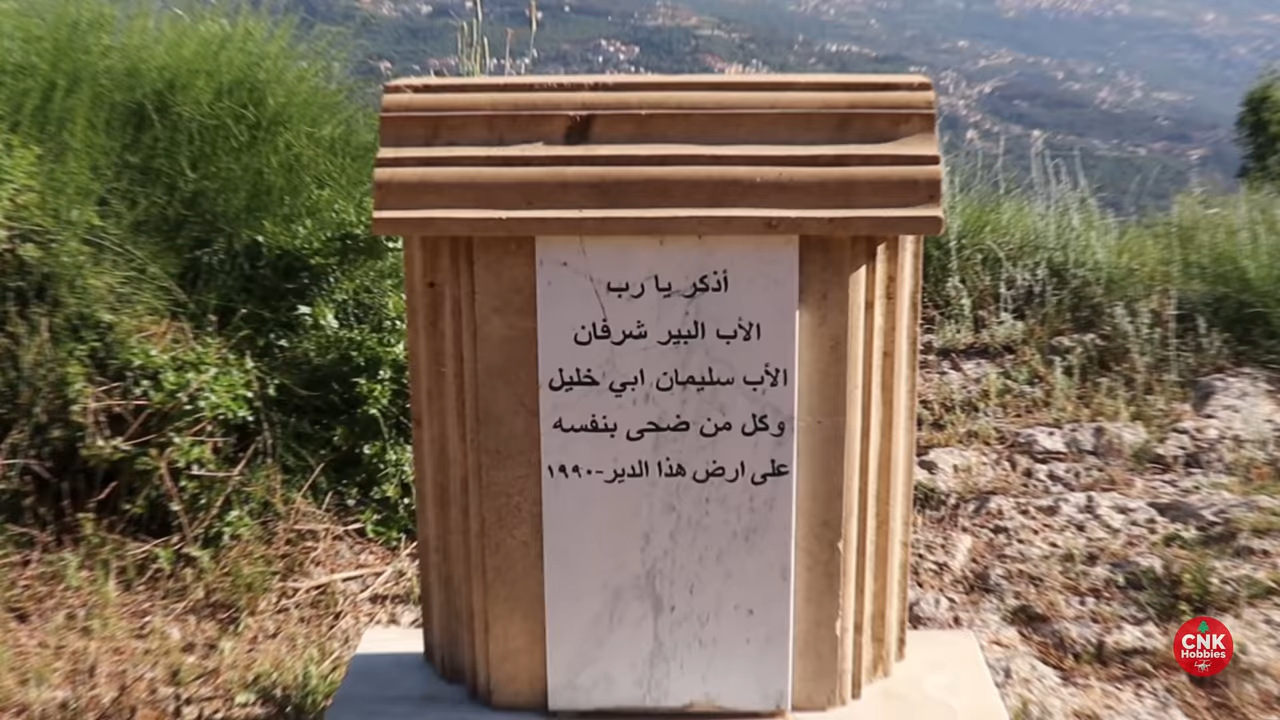 أذكر يا رب
الأب البير شرفان
الأب سليمان ابي خليل
وكل من ضحى بنفسه
على ارض هذا الدير-١٩٩٠
CNK
Hobbies